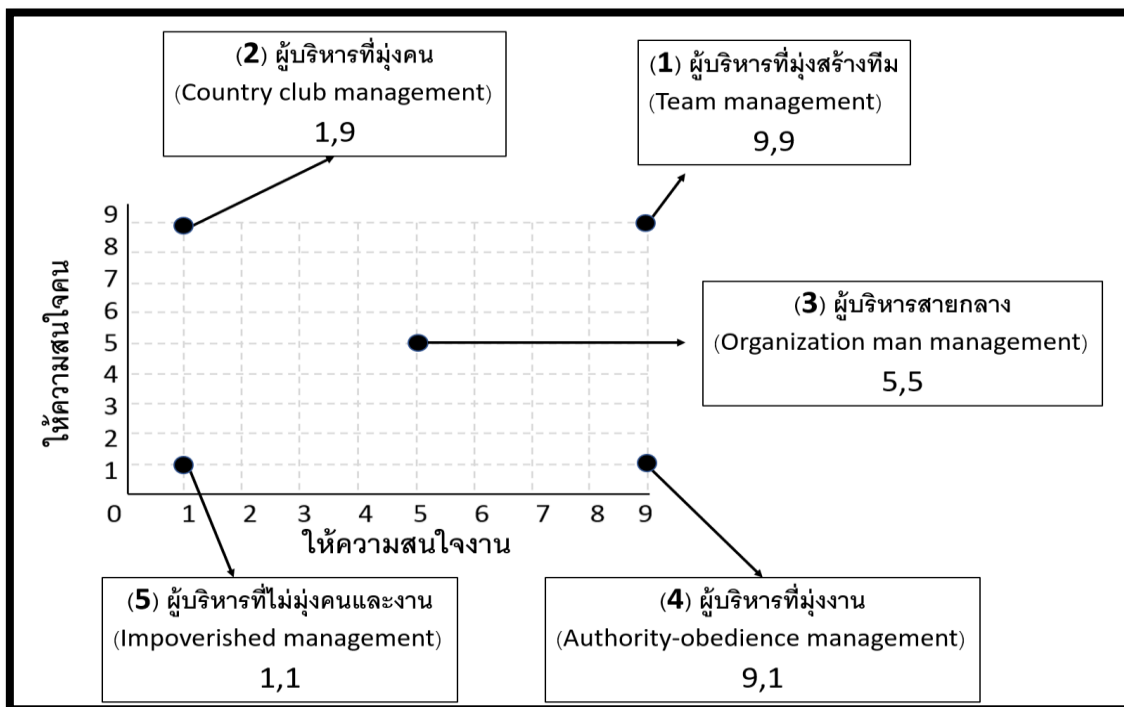 (2) ผู้บริหารที่มุ่งคน
(Country club management)
1,9
(1) ผู้บริหารที่มุ่งสร้างทีม
(Team management)
9,9
9
8
7
6
5
4
3
2
1
ให้ความสนใจคน
(3) ผู้บริหารสายกลาง
(Organization man management)
5,5
0 1 2 3 4 5 6 7 8 9
ให้ความสนใจงาน
(5) ผู้บริหารที่ไม่มุ่งคนและงาน
(Impoverished management)
1,1
(4) ผู้บริหารที่มุ่งงาน
(Authority-obedience management)
9,1